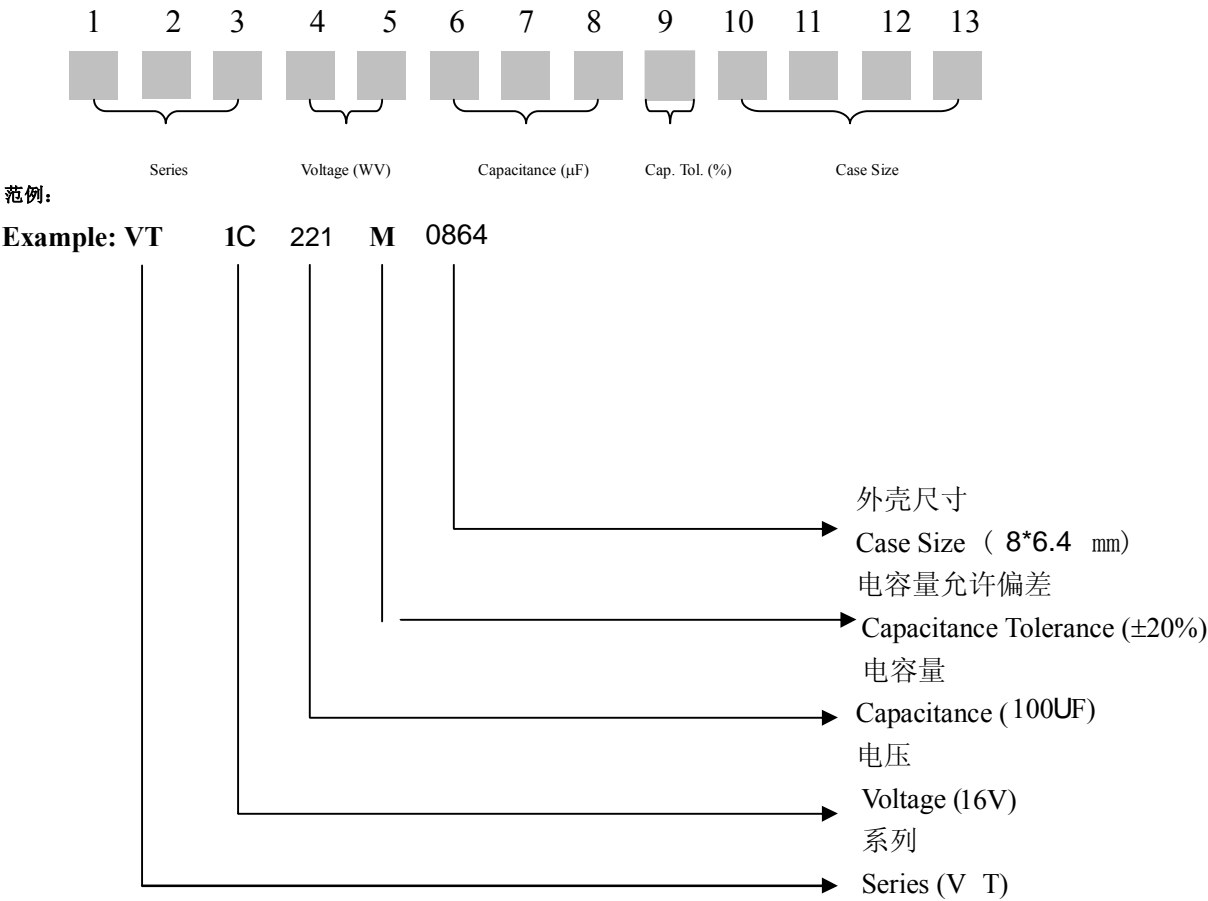 1 2 3 4 5 6 7 8 9 10 11 12 13
Series Voltage (WV) Capacitance (μF) Cap. Tol. (%) Case Size
范例：
Example: VT 1C 221 M 0864
外壳尺寸
Case Size （ 8*6.4 mm）
电容量允许偏差
Capacitance Tolerance (±20%)
电容量
Capacitance (100UF)
电压
Voltage (16V)
系列
Series (V T)